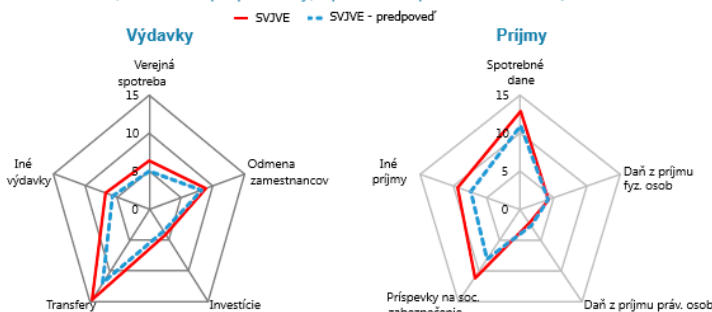 SVJVE
SVJVE - predpoveď
Výdavky
Príjmy
Verejná
spotreba
15
10
5
0
Odmena
zamestnancov
Investície
Transfery
Iné
výdavky
Spotrebné
dane
15
10
5
0
Daň z príjmu
fyz. osob
Daň z príjmu práv. osob
Príspevky na soc.
Iné
príjmy